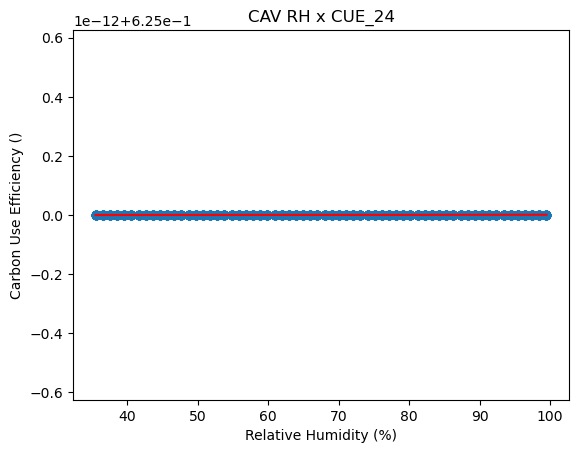 CAV RH x CUE_24
1e−12+6.25e−1
Carbon Use Efficiency ()
0.6
0.4
0.2
0.0
−0.2
−0.4
−0.6
40 50 60 70 80 90 100
Relative Humidity (%)